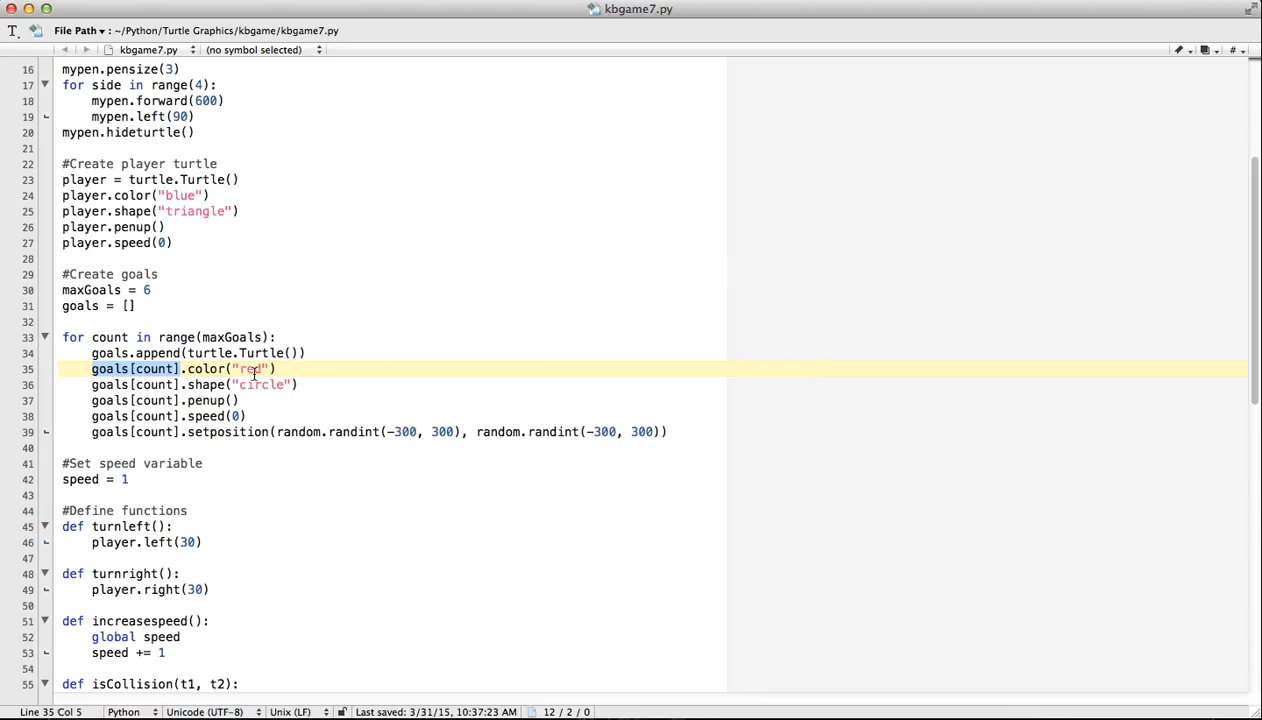 kbgame7.py
File Path ▾ : ~/Python/Turtle Graphics/kbgame/kbgame7.py
kbgame7.py (no symbol selected) #
16 mypen.pensize(3)
17 for side in range(4):
18 mypen.forward(600)
19 mypen.left(90)
20 mypen.hideturtle()
21
22 #Create player turtle
23 player = turtle.Turtle()
24 player.color("blue")
25 player.shape("triangle")
26 player.penup()
27 player.speed(0)
28
29 #Create goals
30 maxGoals = 6
31 goals = []
32
33 for count in range(maxGoals):
34 goals.append(turtle.Turtle())
35 goals[count].color("red")
36 goals[count].shape("circle")
37 goals[count].penup()
38 goals[count].speed(0)
39 goals[count].setposition(random.randint(-300, 300), random.randint(-300, 300))
40
41 #Set speed variable
42 speed = 1
43
44 #Define functions
45 def turnleft():
46 player.left(30)
47
48 def turnright():
49 player.right(30)
50
51 def increasespeed():
52 global speed
53 speed += 1
54
55 def isCollision(t1, t2):
Line 35 Col 5 Python Unicode (UTF-8) Unix (LF) Last saved: 3/31/15, 10:37:23 AM 12 / 2 / 0